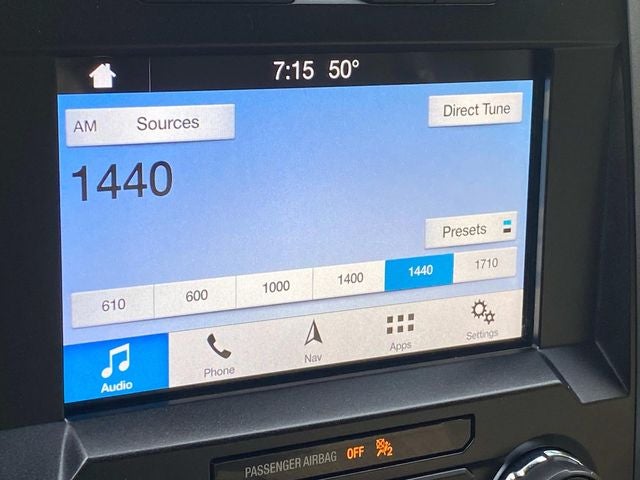 7:15 50°
AM Sources
Direct Tune
1440
Presets
610 600 1000 1400 1440 1710
Audio Phone Nav Apps Settings
PASSENGER AIRBAG OFF 2